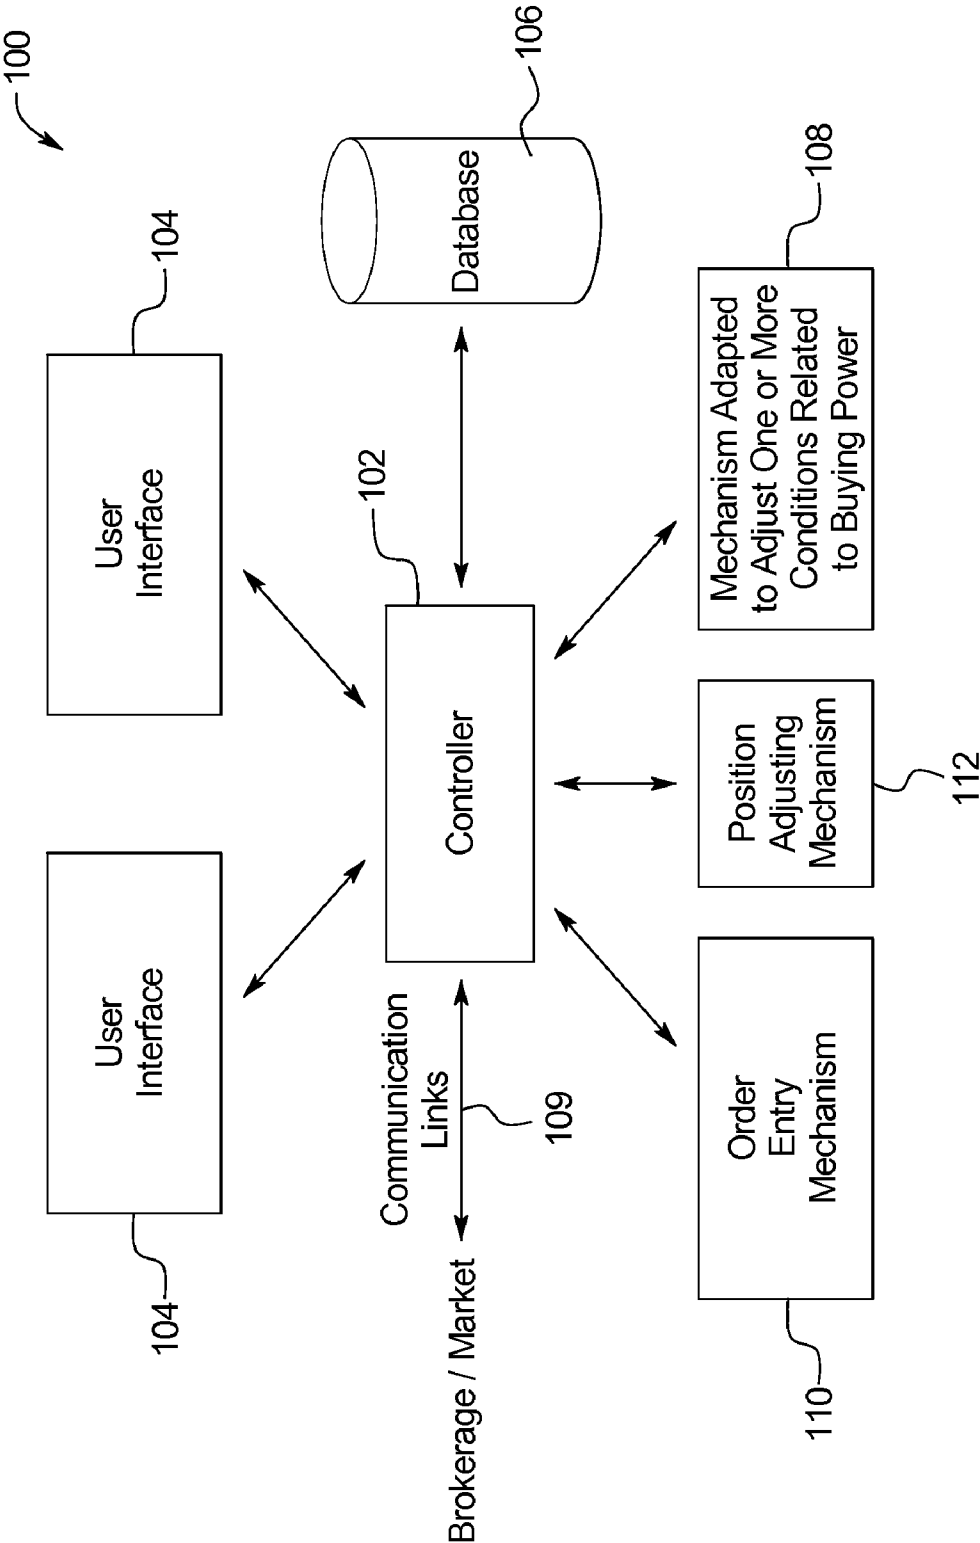 100
104
User
Interface
104
User
Interface
106
Database
102
Controller
Communication
Links
109
Brokerage / Market
110
Order
Entry
Mechanism
Position
Adjusting
Mechanism
112
108
Mechanism Adapted
to Adjust One or More
Conditions Related
to Buying Power